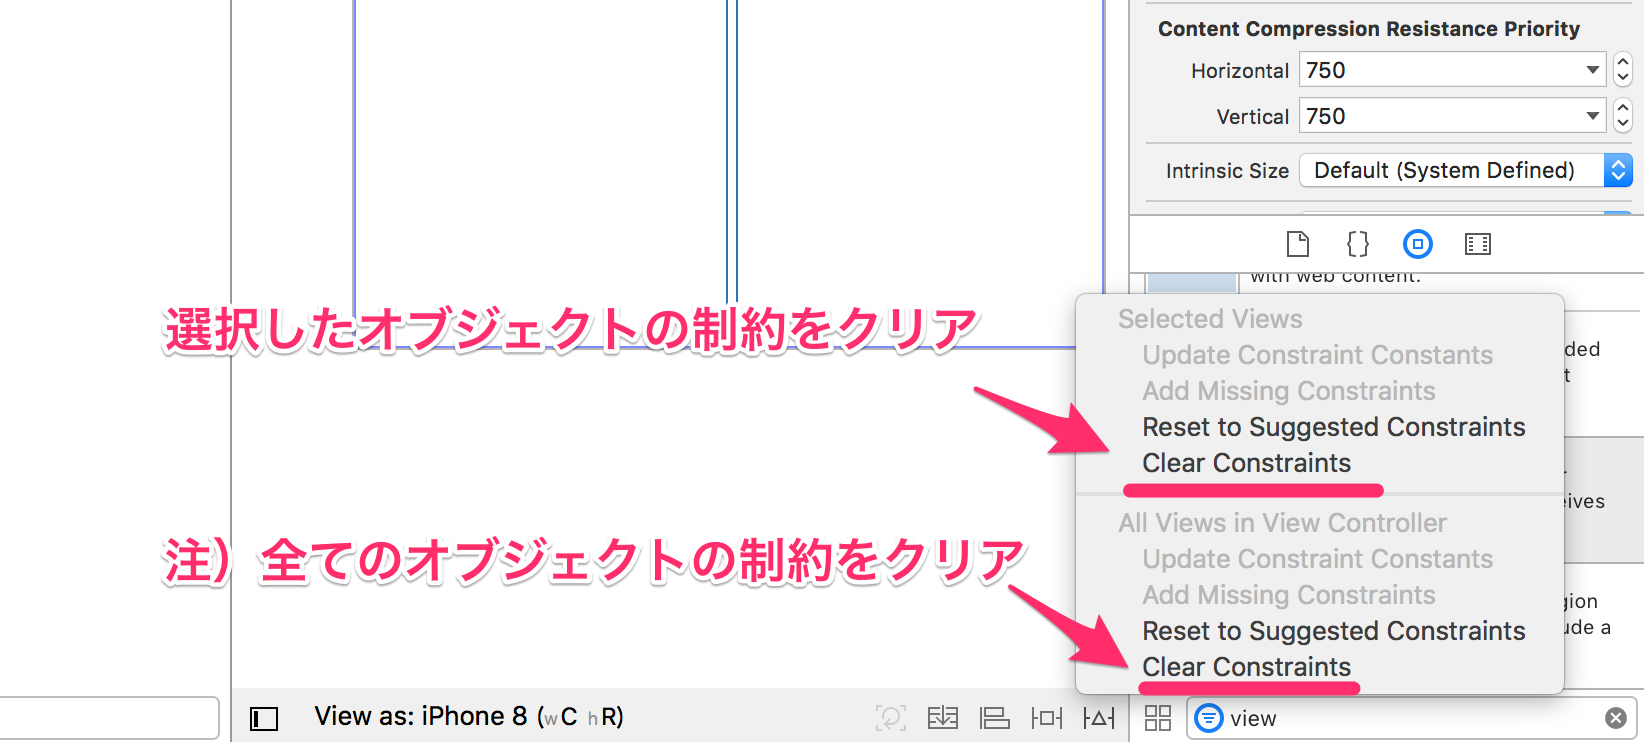 Content Compression Resistance Priority
Horizontal 750
Vertical 750
Intrinsic Size Default (System Defined)
with web content.
選択したオブジェクトの制約をクリア
Selected Views
Update Constraint Constants
Add Missing Constraints
Reset to Suggested Constraints
Clear Constraints
注）全てのオブジェクトの制約をクリア
All Views in View Controller
Update Constraint Constants
Add Missing Constraints
Reset to Suggested Constraints
Clear Constraints
View as: iPhone 8 (wC hR)
view